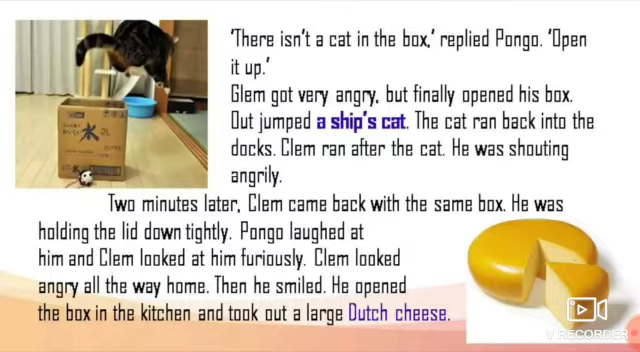 'There isn't a cat in the box,' replied Pongo. 'Open
it up.'
Glem got very angry, but finally opened his box.
Out jumped a ship's cat. The cat ran back into the
docks. Clem ran after the cat. He was shouting
angrily.
Two minutes later, Clem came back with the same box. He was
holding the lid down tightly. Pongo laughed at
him and Clem looked at him furiously. Clem looked
angry all the way home. Then he smiled. He opened
the box in the kitchen and took out a large Dutch cheese.
水
2L
V RECORDER